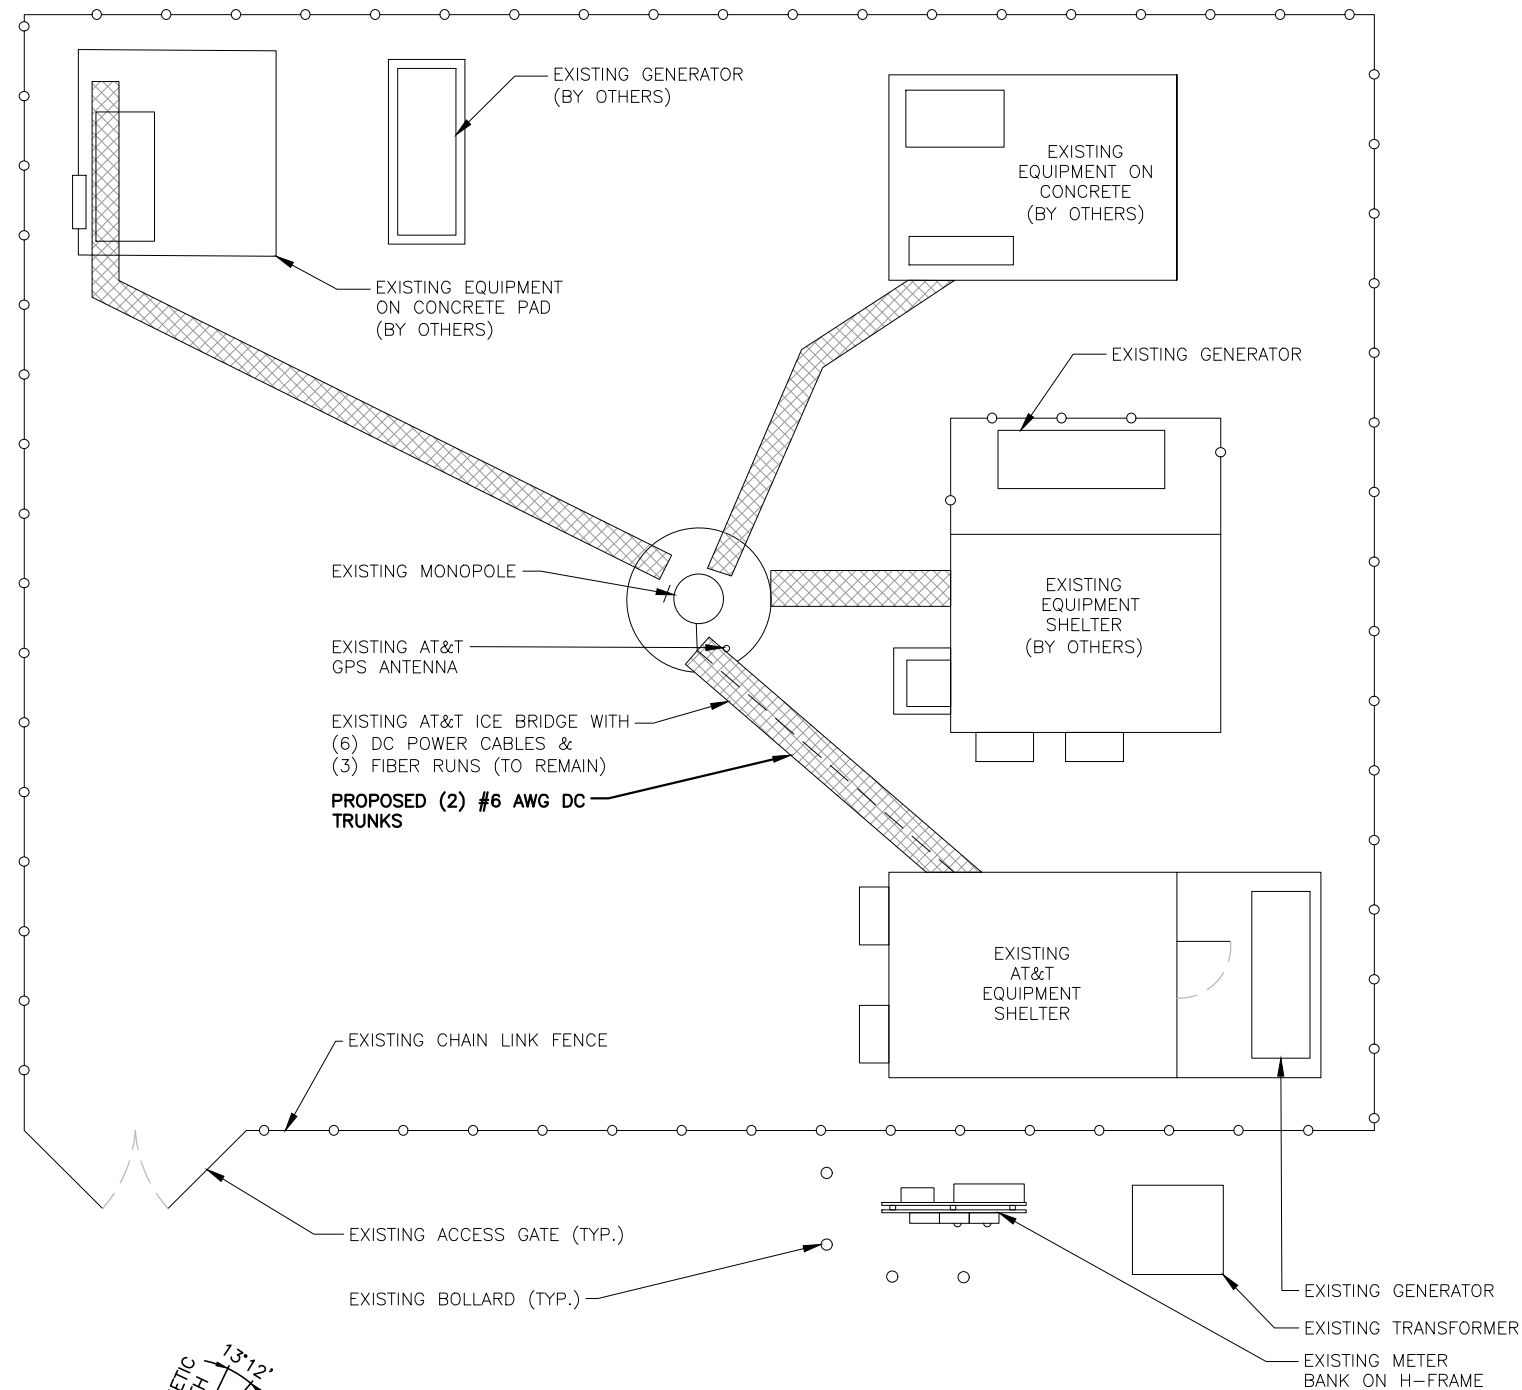 EXISTING GENERATOR
(BY OTHERS)
EXISTING
EQUIPMENT ON
CONCRETE
(BY OTHERS)
EXISTING EQUIPMENT
ON CONCRETE PAD
(BY OTHERS)
EXISTING GENERATOR
EXISTING MONOPOLE
EXISTING
EQUIPMENT
SHELTER
(BY OTHERS)
EXISTING AT&T
GPS ANTENNA
EXISTING AT&T ICE BRIDGE WITH
(6) DC POWER CABLES &
(3) FIBER RUNS (TO REMAIN)
PROPOSED (2) #6 AWG DC
TRUNKS
EXISTING
AT&T
EQUIPMENT
SHELTER
EXISTING CHAIN LINK FENCE
EXISTING ACCESS GATE (TYP.)
EXISTING BOLLARD (TYP.)
EXISTING GENERATOR
EXISTING TRANSFORMER
EXISTING METER
BANK ON H-FRAME
13°12'